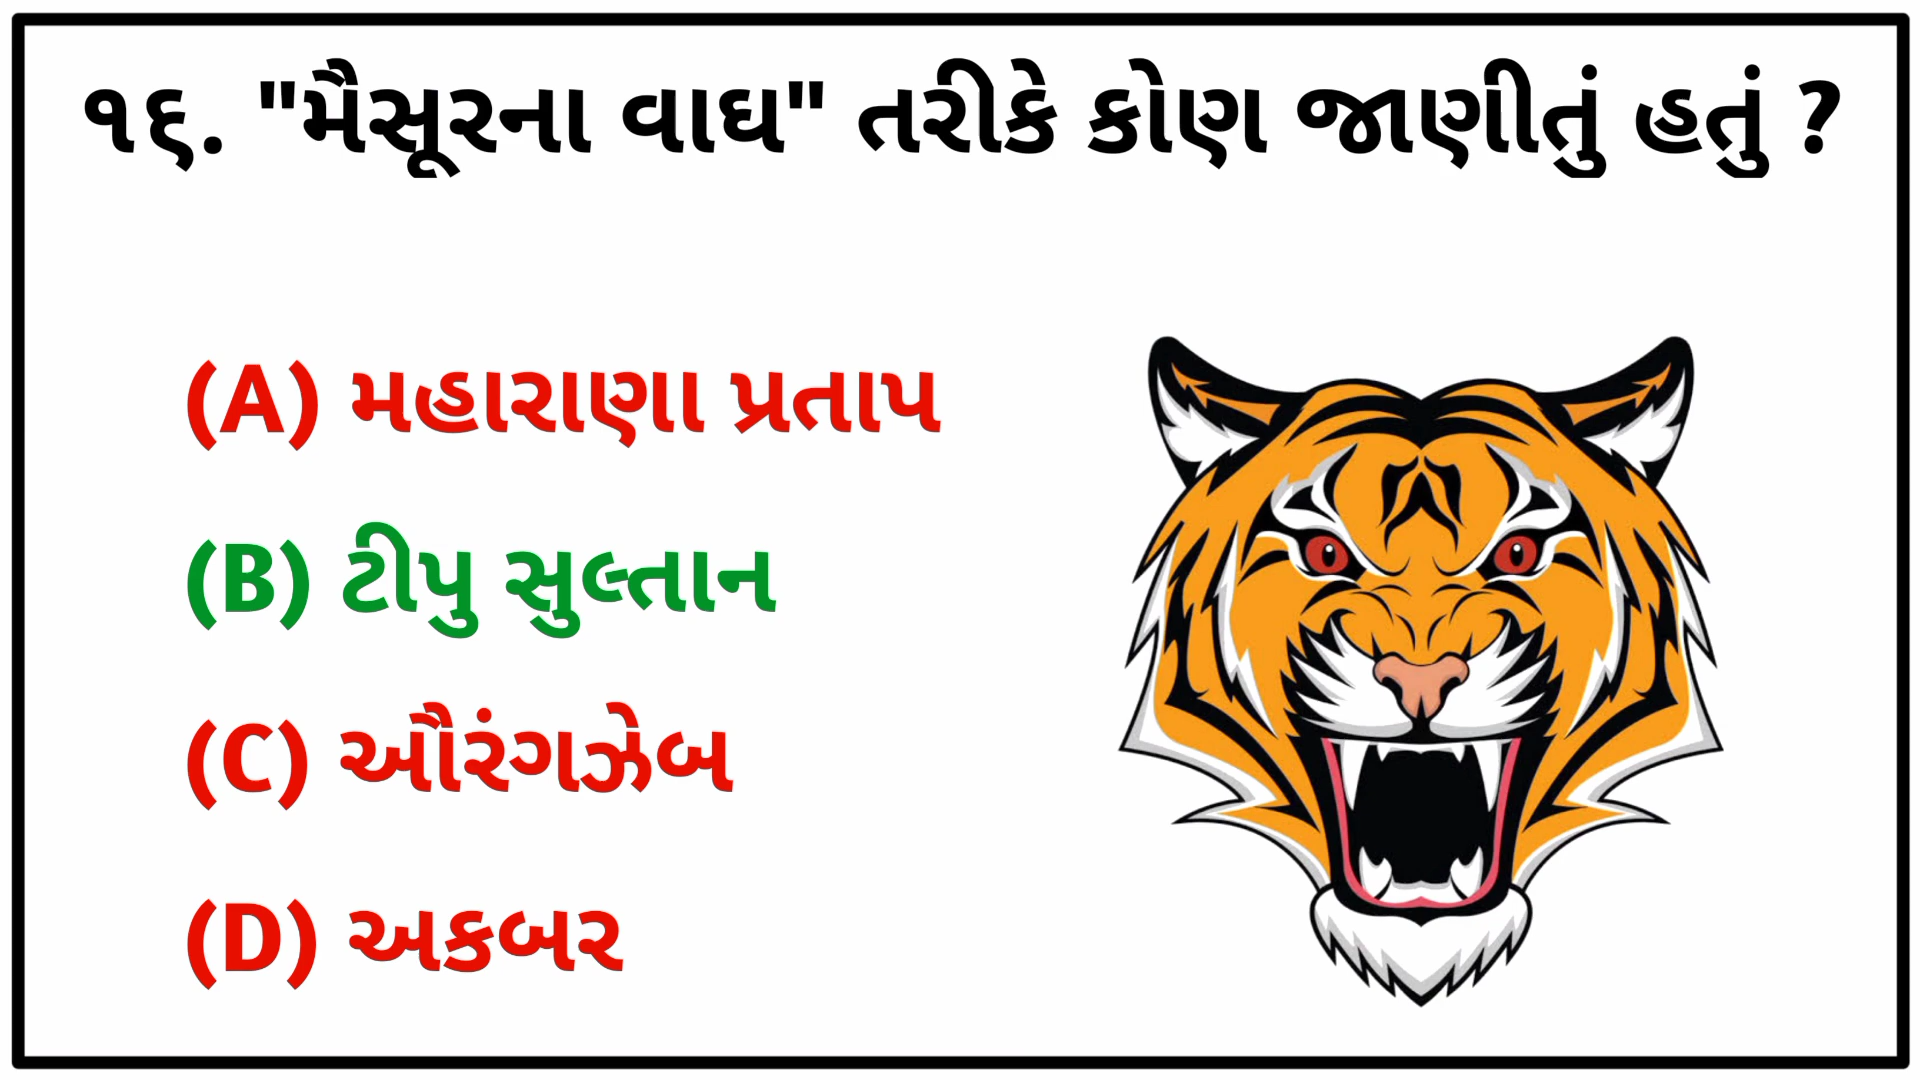 ૧૬. "મૈસૂરના વાઘ" તરીકે કોણ જાણીતું હતું ?
(A) મહારાણા પ્રતાપ
(B) ટીપુ સુલ્તાન
(C) ઔરંગઝેબ
(D) અકબર